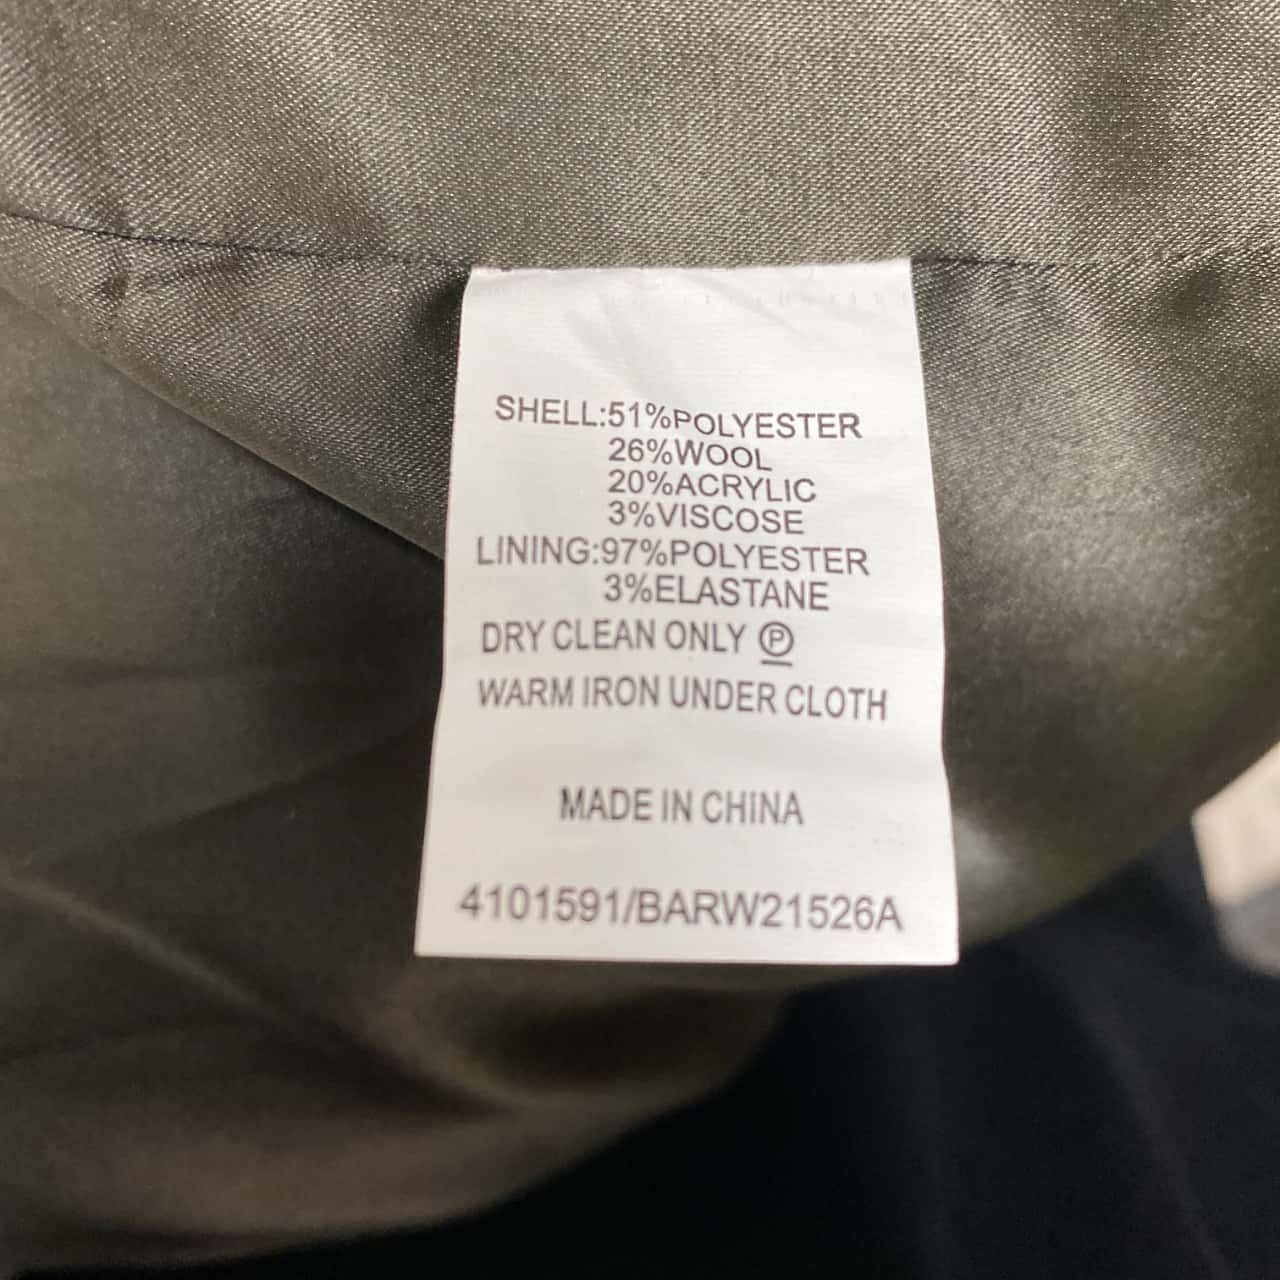 SHELL:51%POLYESTER
26%WOOL
20%ACRYLIC
3%VISCOSE
LINING:97%POLYESTER
3%ELASTANE
DRY CLEAN ONLY Ⓟ
WARM IRON UNDER CLOTH
MADE IN CHINA
4101591/BARW21526A